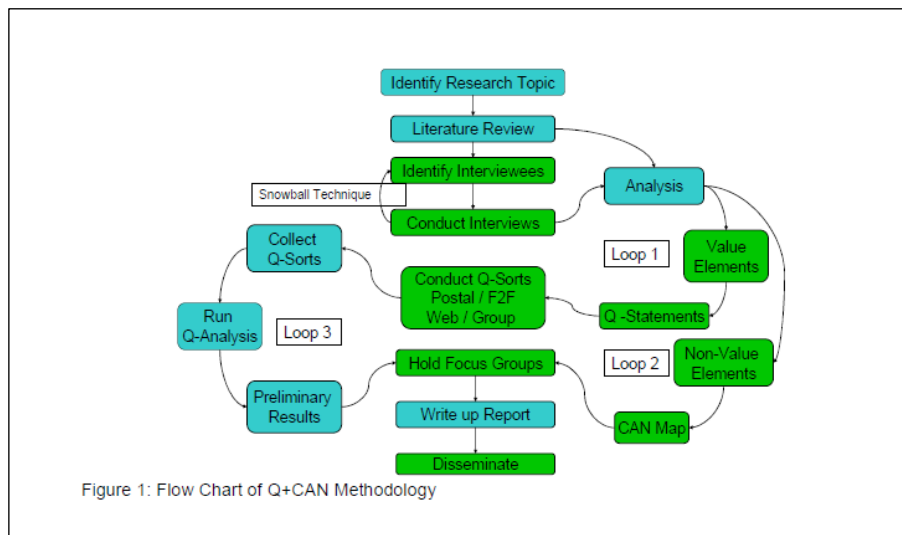 Identify Research Topic
Literature Review
Identify Interviewees
Snowball Technique
Analysis
Conduct Interviews
Collect
Q-Sorts
Loop 1
Value
Elements
Conduct Q-Sorts
Postal / F2F
Web / Group
Q -Statements
Run
Q-Analysis
Loop 3
Loop 2
Non-Value
Elements
Hold Focus Groups
Preliminary
Results
Write up Report
CAN Map
Disseminate
Figure 1: Flow Chart of Q+CAN Methodology